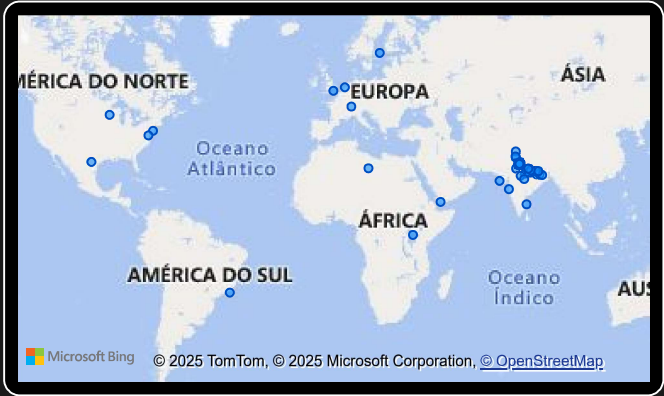 MÉRICA DO NORTE
EUROPA
ÁSIA
Oceano
Atlântico
ÁFRICA
AMÉRICA DO SUL
Oceano
Índico
AUS
Microsoft Bing
© 2025 TomTom, © 2025 Microsoft Corporation, © OpenStreetMap